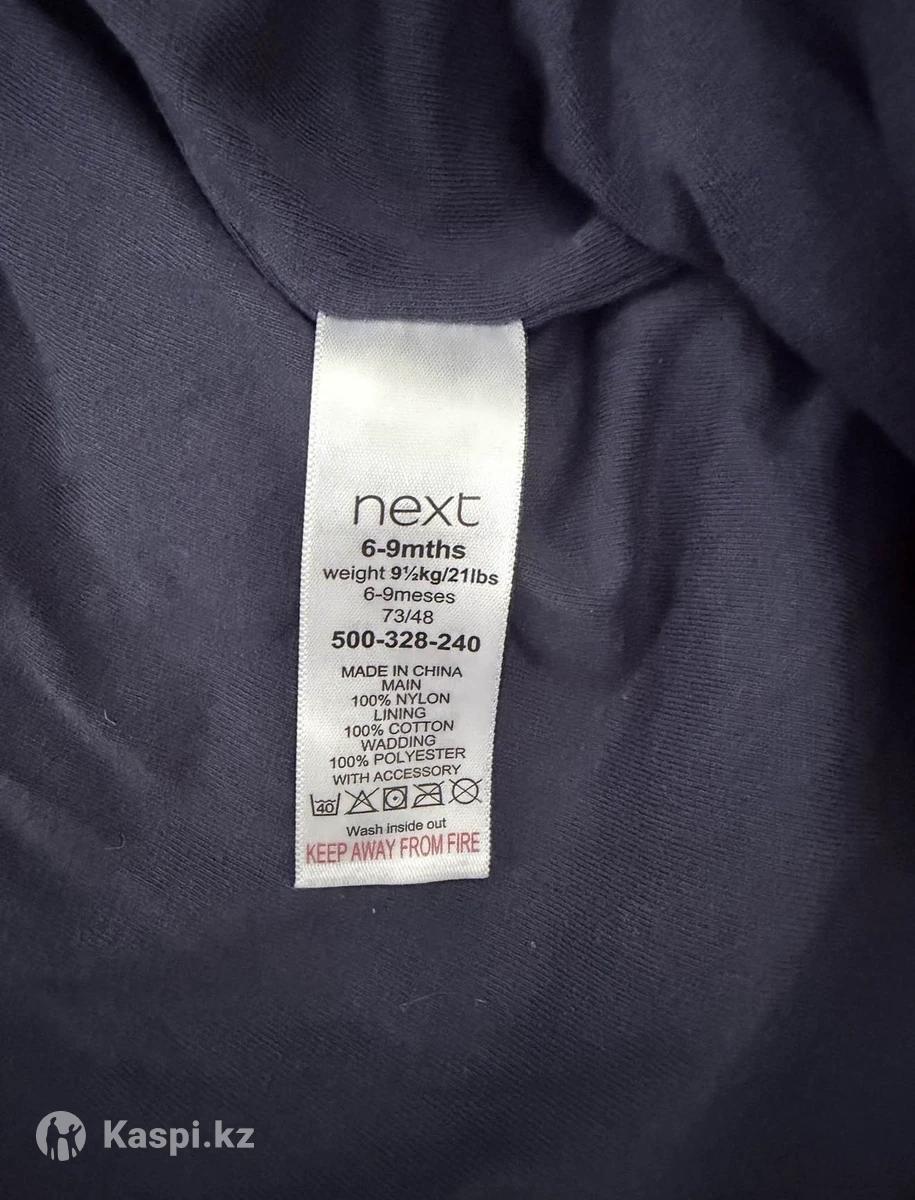 next
6-9mths
weight 9½kg/21lbs
6-9meses
73/48
500-328-240
MADE IN CHINA
MAIN
100% NYLON
LINING
100% COTTON
WADDING
100% POLYESTER
WITH ACCESSORY
40
Wash inside out
KEEP AWAY FROM FIRE
Kaspi.kz